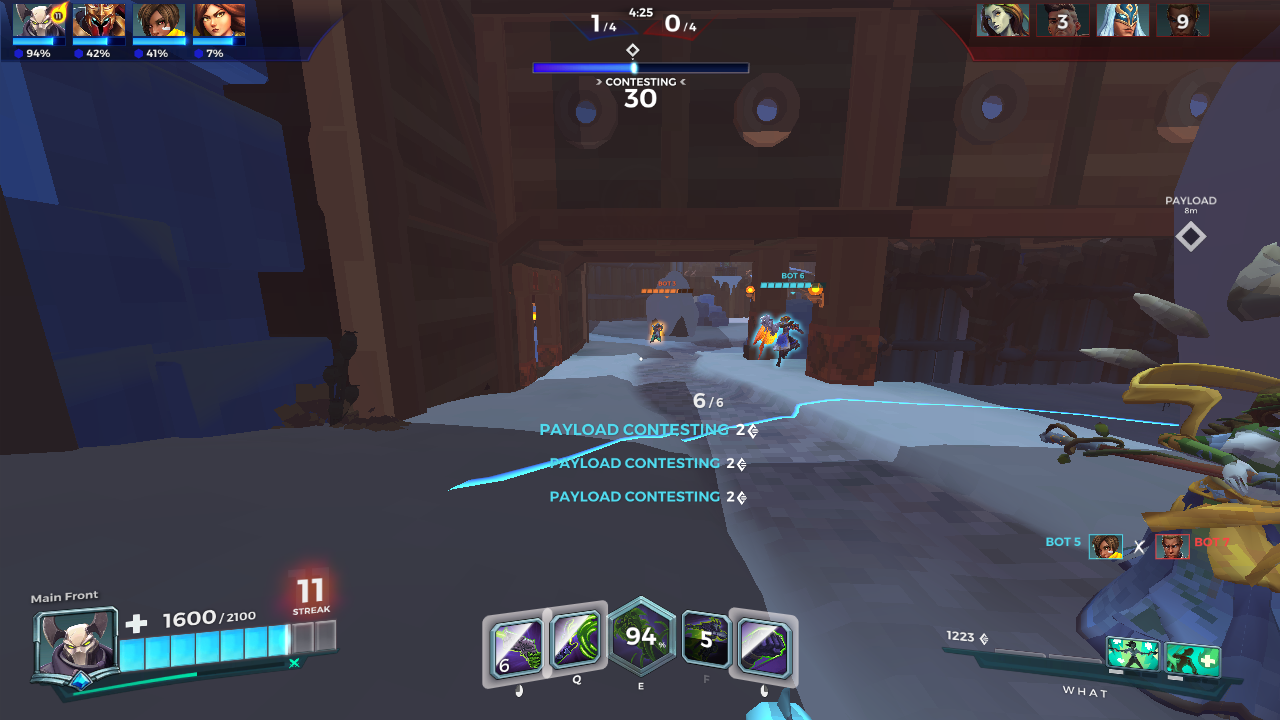 11
94%
42%
41%
7%
4:25
1/4
0/4
3
9
CONTESTING
30
PAYLOAD
8m
BOT 6
6/6
PAYLOAD CONTESTING 2
PAYLOAD CONTESTING 2
PAYLOAD CONTESTING 2
BOT 5 X BOT 7
Main Front
1600/2100
11
STREAK
6
94%
5
Q
E
F
1223
WHAT